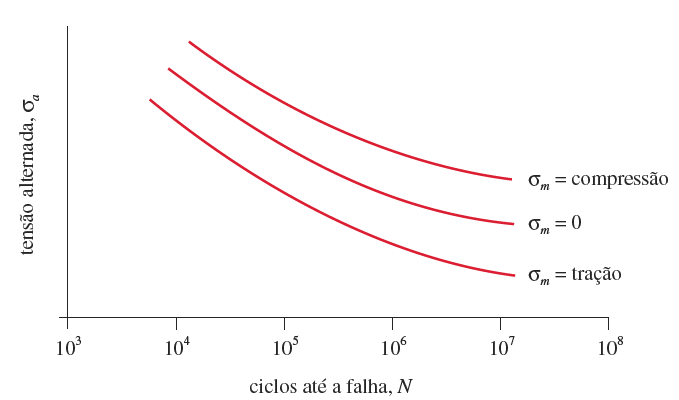 tensão alternada, σₐ
σₘ = compressão
σₘ = 0
σₘ = tração
10³ 10⁴ 10⁵ 10⁶ 10⁷ 10⁸
ciclos até a falha, N